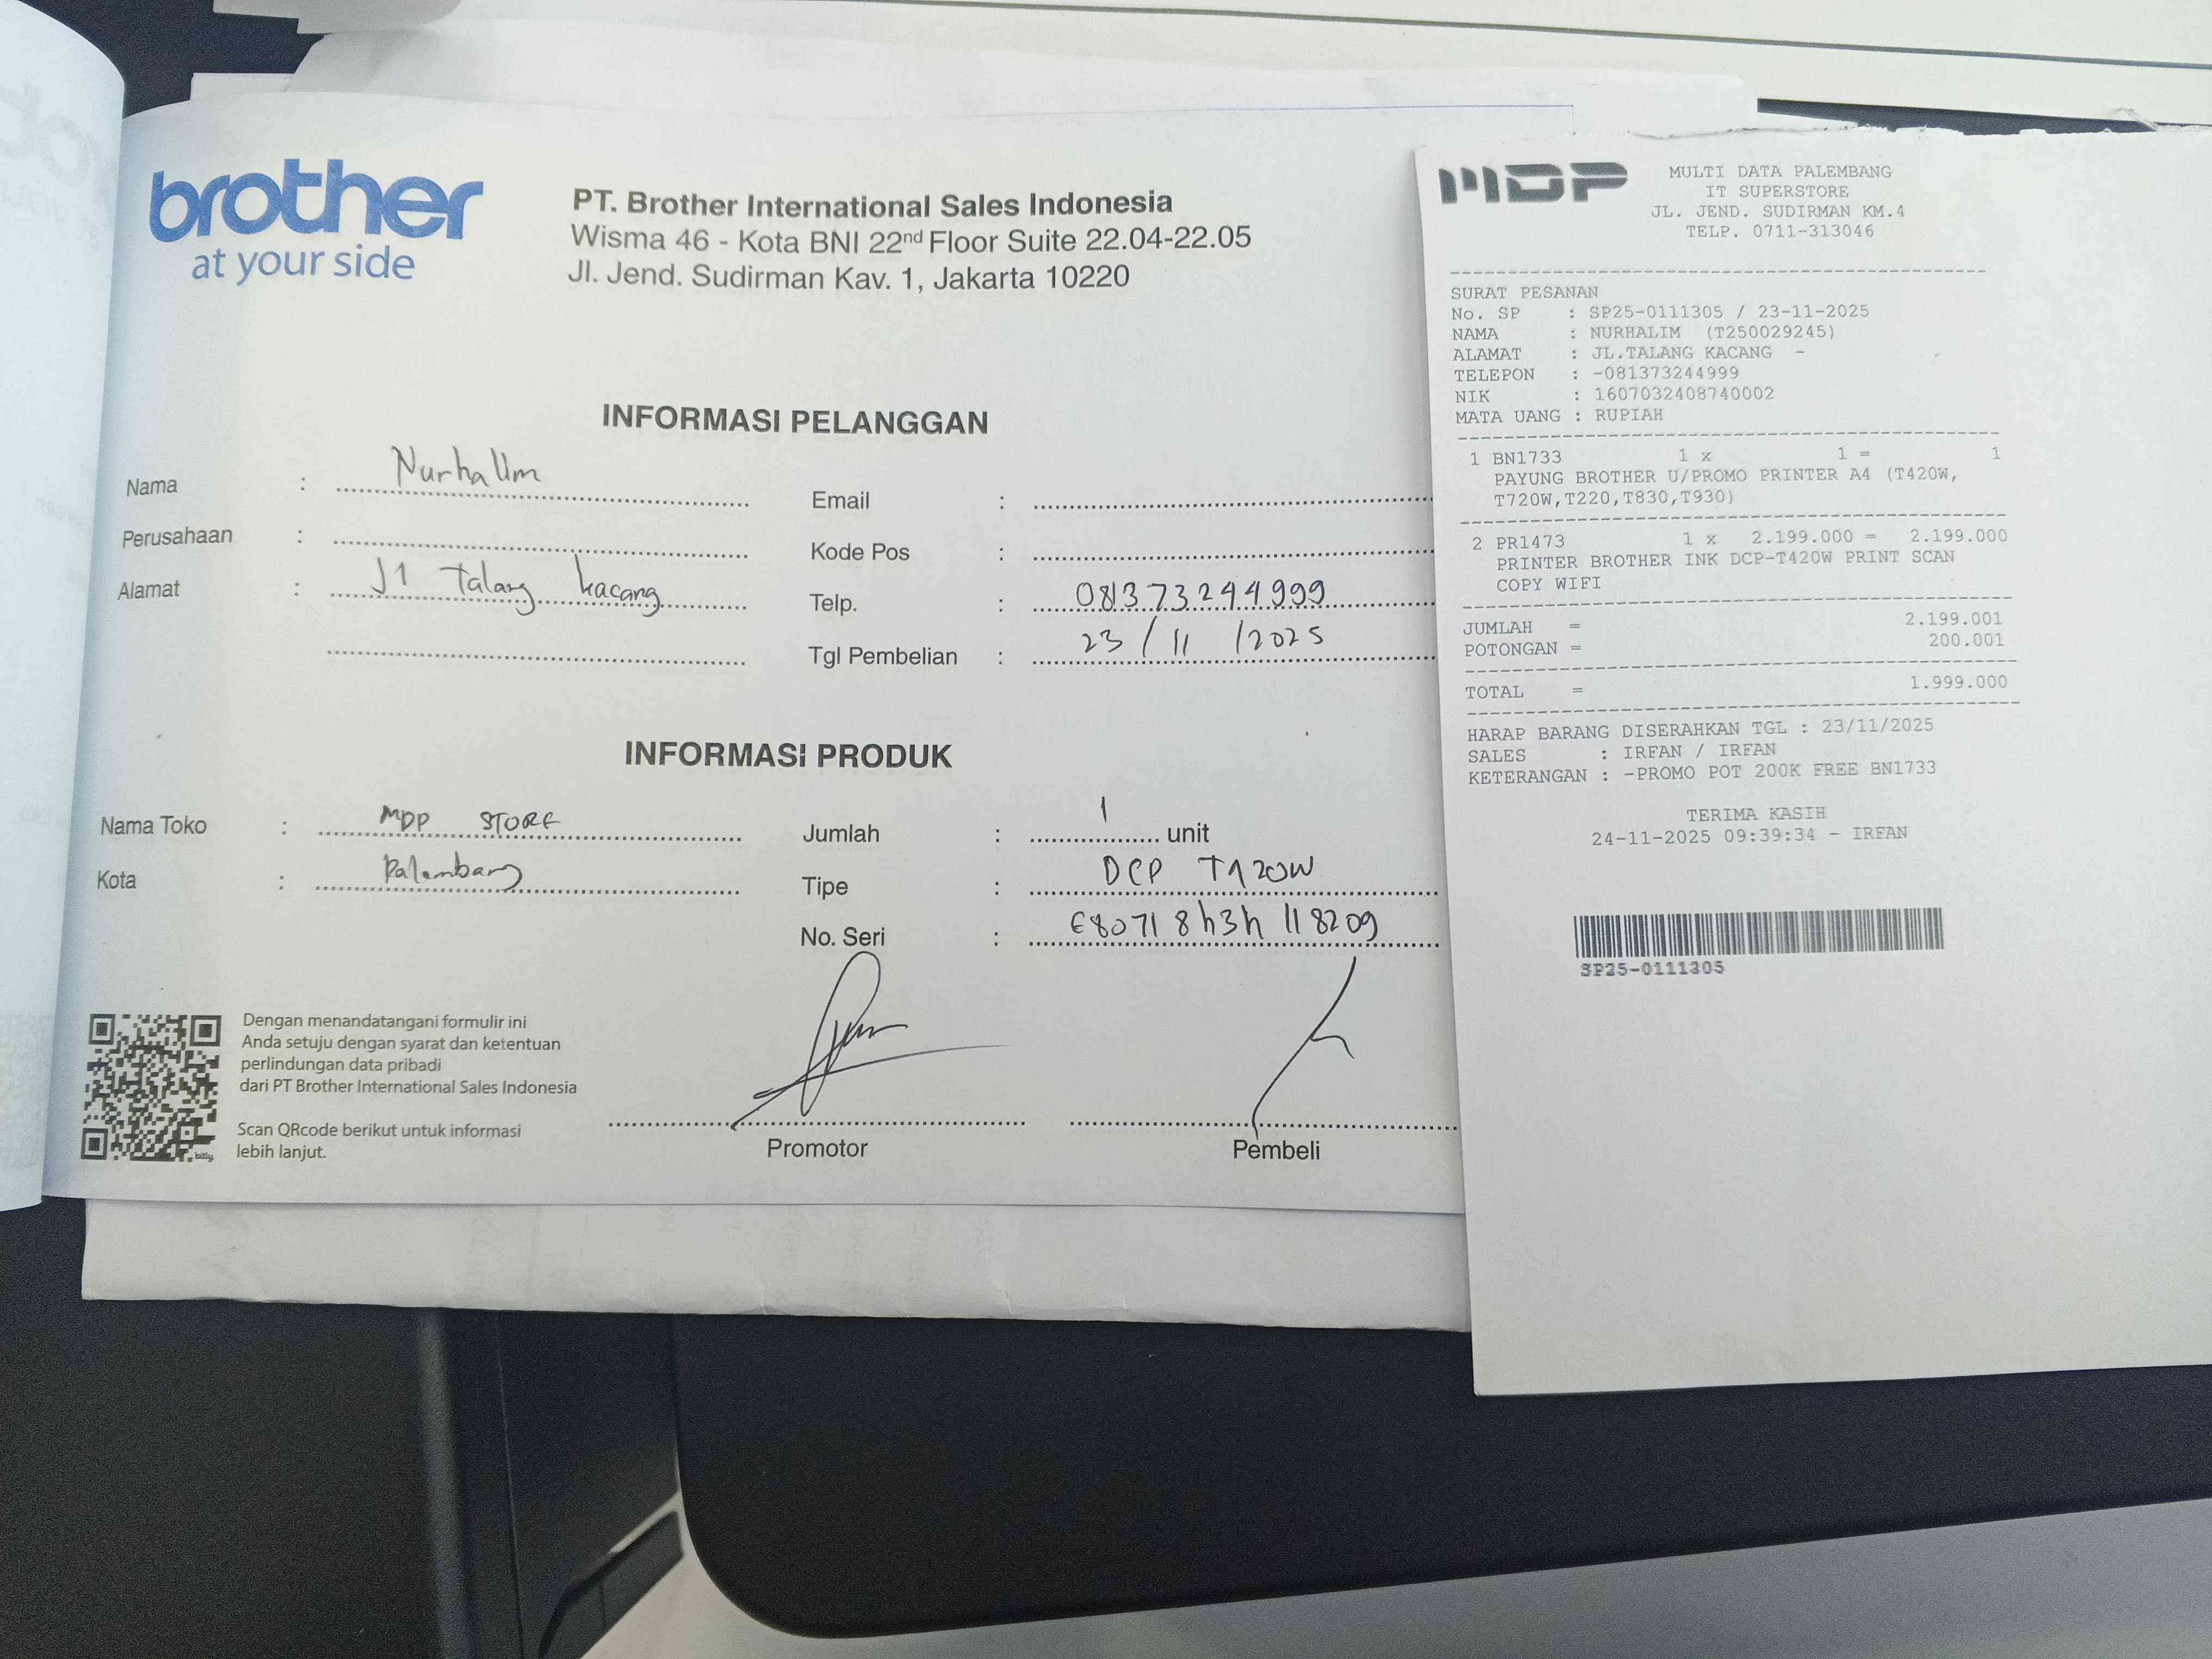 brother
at your side
PT. Brother International Sales Indonesia
Wisma 46 - Kota BNI 22nd Floor Suite 22.04-22.05
Jl. Jend. Sudirman Kav. 1, Jakarta 10220
INFORMASI PELANGGAN
Nama : Nurhalim
Perusahaan :
Alamat : Jl Talang kacang
Email :
Kode Pos :
Telp. : 081373244999
Tgl Pembelian : 23 / 11 / 2025
INFORMASI PRODUK
Nama Toko : MDP STORE
Kota : Palembang
Jumlah : 1 unit
Tipe : DCP T420W
No. Seri : E80718H3H118209
Dengan menandatangani formulir ini
Anda setuju dengan syarat dan ketentuan
perlindungan data pribadi
dari PT Brother International Sales Indonesia
Scan QRcode berikut untuk informasi
lebih lanjut.
bitly
Promotor
Pembeli
MDP
MULTI DATA PALEMBANG
IT SUPERSTORE
JL. JEND. SUDIRMAN KM.4
TELP. 0711-313046
SURAT PESANAN
No. SP : SP25-0111305 / 23-11-2025
NAMA : NURHALIM (T250029245)
ALAMAT : JL.TALANG KACANG -
TELEPON : -081373244999
NIK : 1607032408740002
MATA UANG : RUPIAH
1 BN1733 1 x 1 = 1
PAYUNG BROTHER U/PROMO PRINTER A4 (T420W,
T720W,T220,T830,T930)
2 PR1473 1 x 2.199.000 = 2.199.000
PRINTER BROTHER INK DCP-T420W PRINT SCAN
COPY WIFI
JUMLAH = 2.199.001
POTONGAN = 200.001
TOTAL = 1.999.000
HARAP BARANG DISERAHKAN TGL : 23/11/2025
SALES : IRFAN / IRFAN
KETERANGAN : -PROMO POT 200K FREE BN1733
TERIMA KASIH
24-11-2025 09:39:34 - IRFAN
SP25-0111305